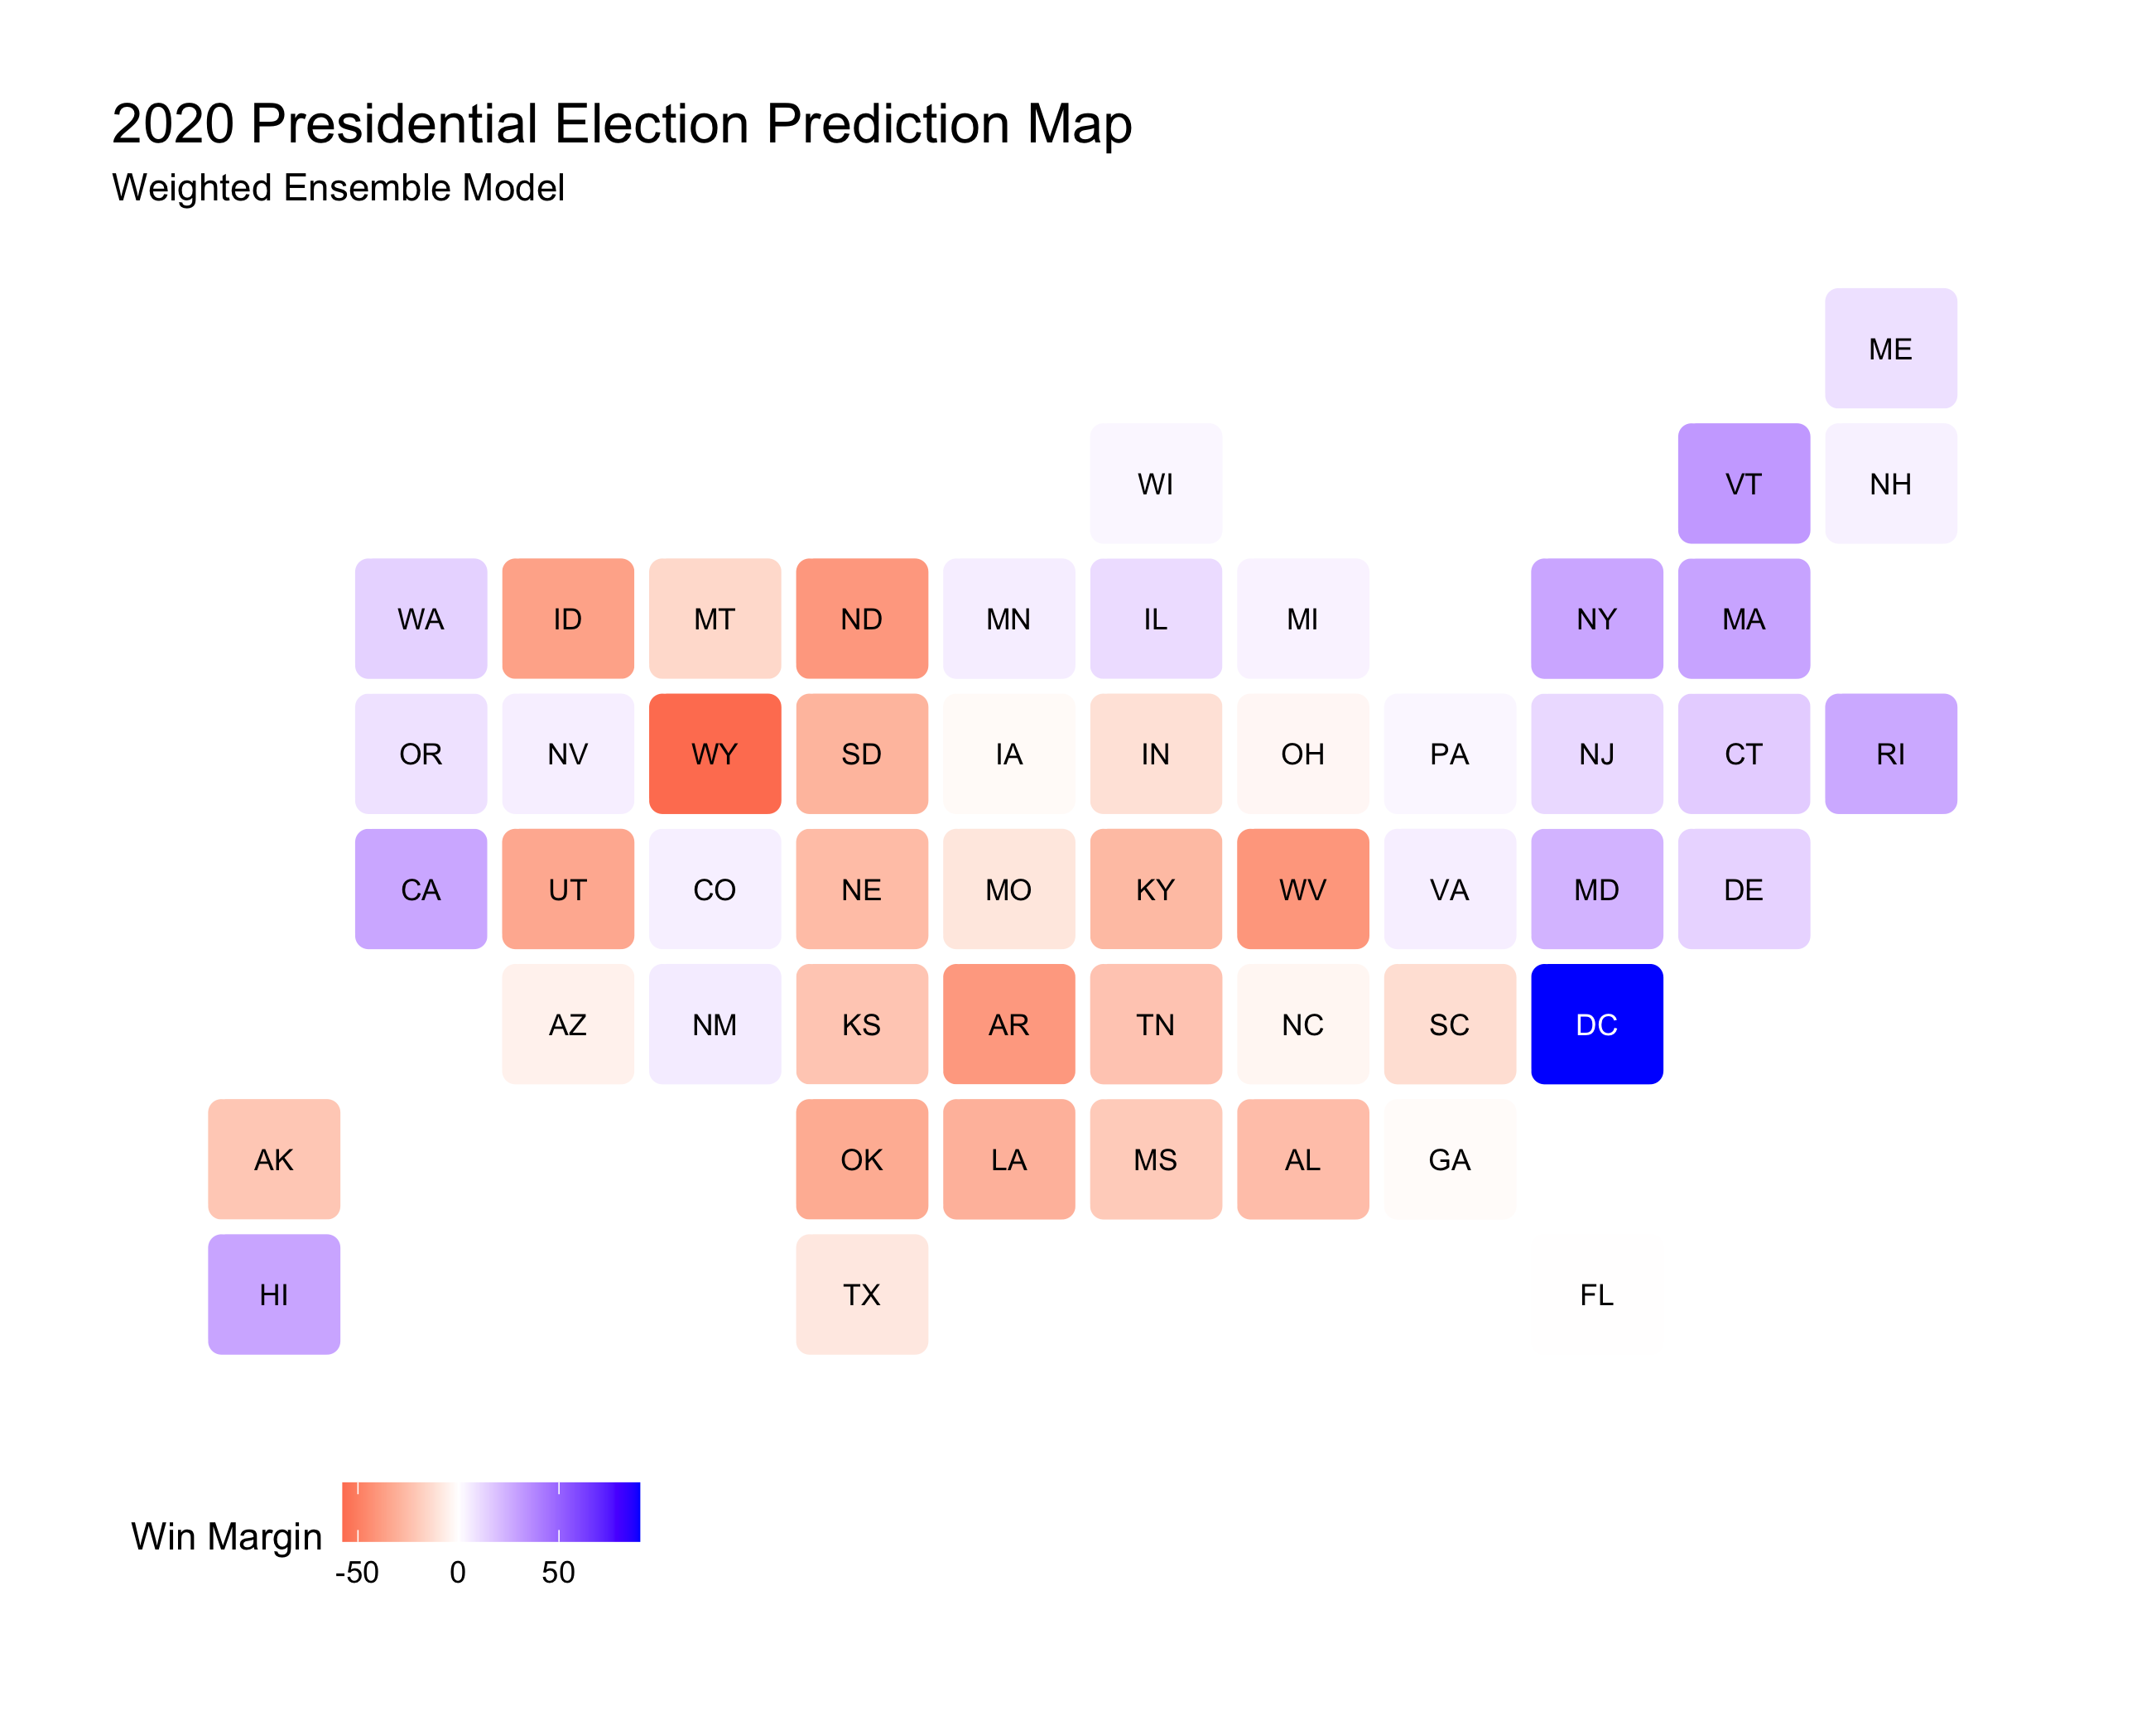 2020 Presidential Election Prediction Map
Weighted Ensemble Model
ME
WI VT NH
WA ID MT ND MN IL MI NY MA
OR NV WY SD IA IN OH PA NJ CT RI
CA UT CO NE MO KY WV VA MD DE
AZ NM KS AR TN NC SC DC
AK OK LA MS AL GA
HI TX FL
Win Margin
-50 0 50